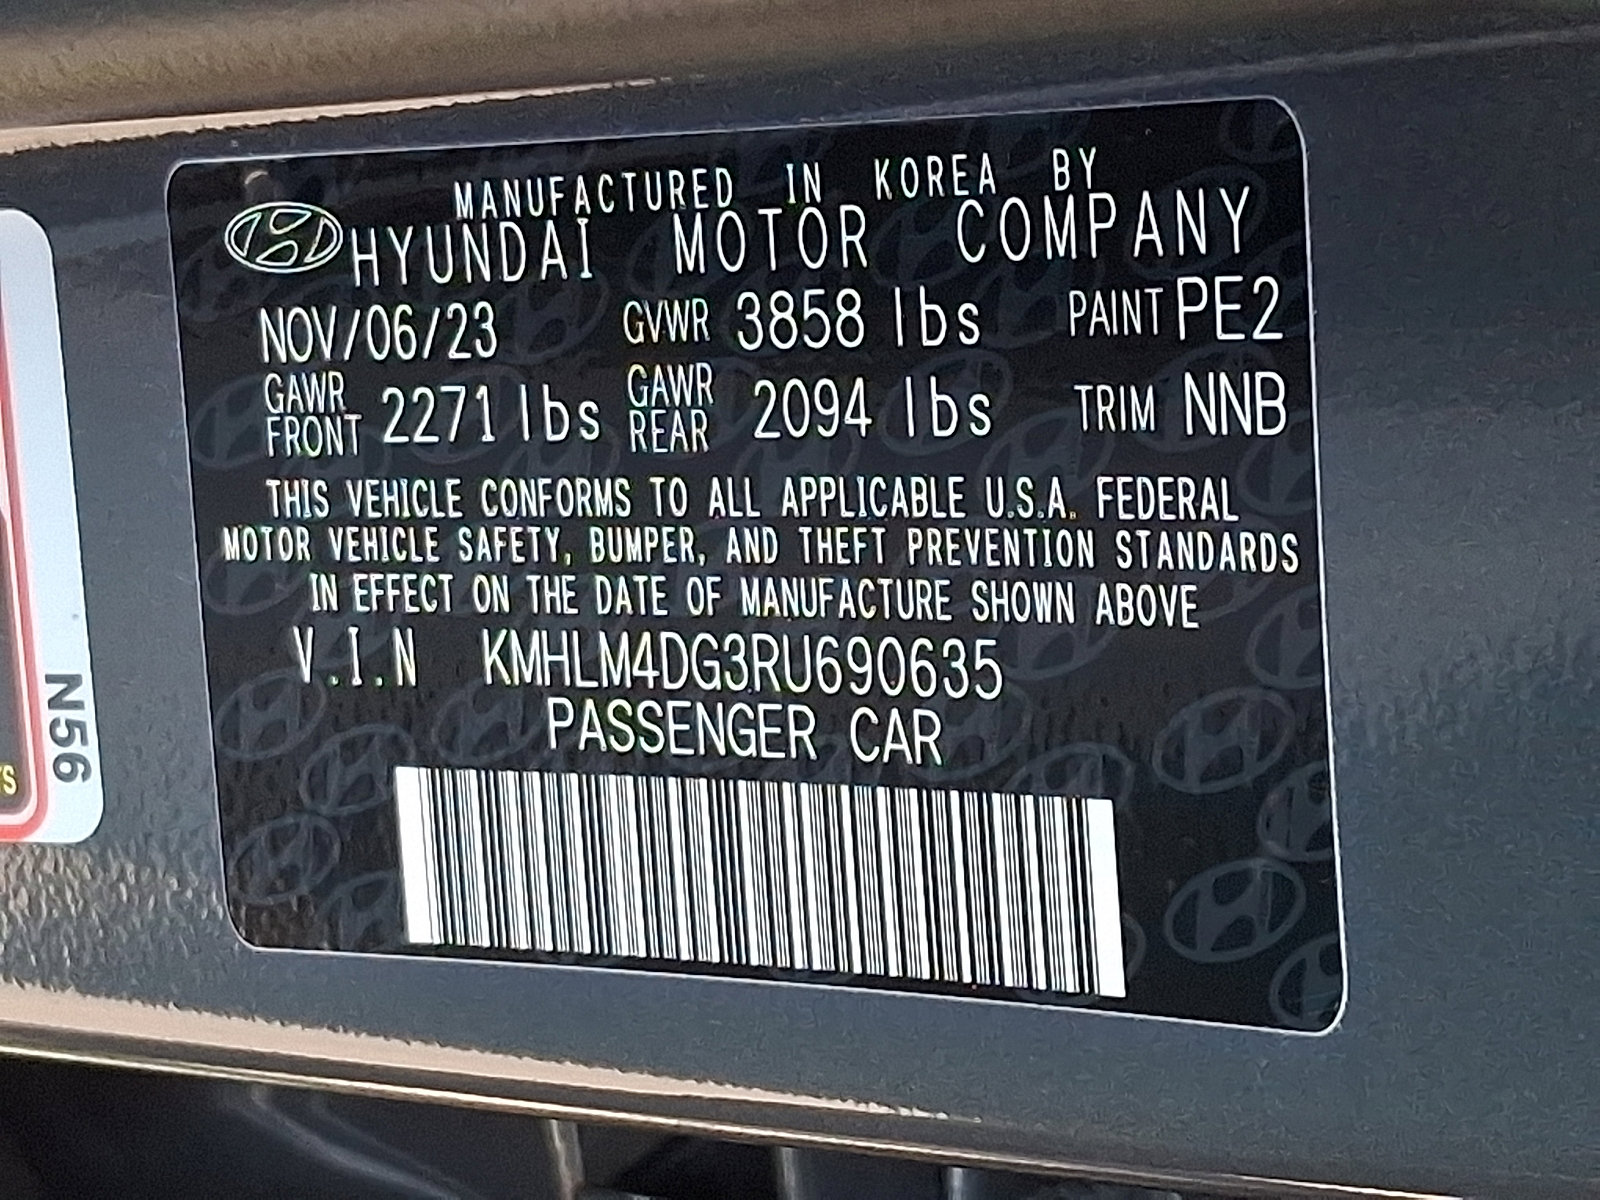 MANUFACTURED IN KOREA BY
HYUNDAI MOTOR COMPANY
NOV/06/23 GVWR 3858 lbs PAINT PE2
GAWR FRONT 2271 lbs GAWR REAR 2094 lbs TRIM NNB
THIS VEHICLE CONFORMS TO ALL APPLICABLE U.S.A. FEDERAL
MOTOR VEHICLE SAFETY, BUMPER, AND THEFT PREVENTION STANDARDS
IN EFFECT ON THE DATE OF MANUFACTURE SHOWN ABOVE
V.I.N KMHLM4DG3RU690635
PASSENGER CAR
N56